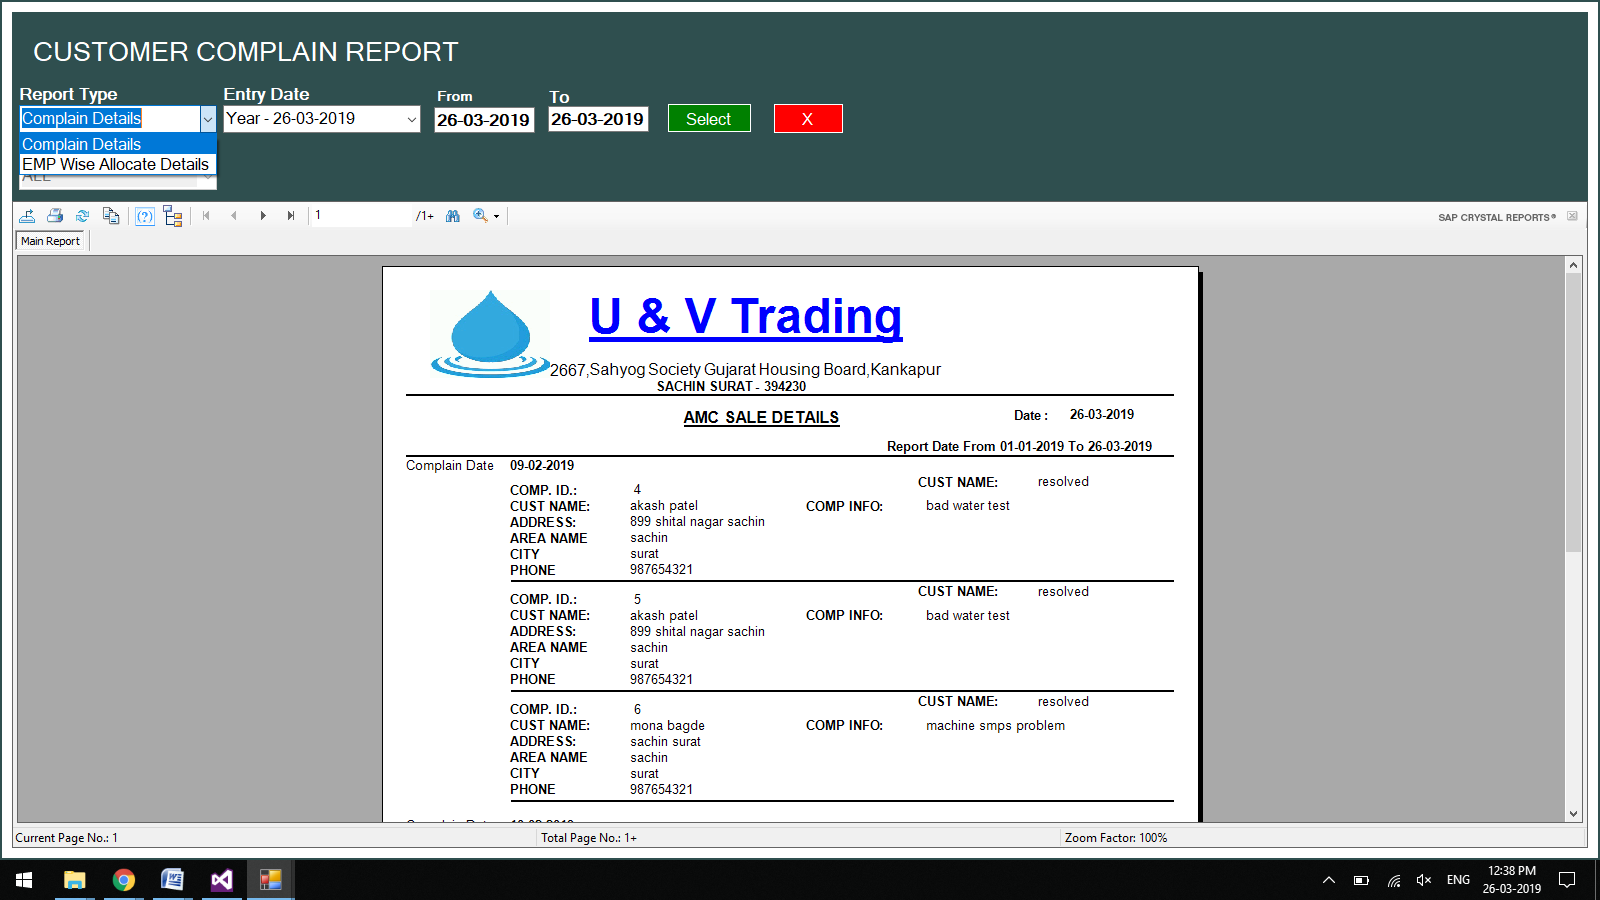 CUSTOMER COMPLAIN REPORT
Report Type Entry Date From To
Complain Details Year - 26-03-2019 26-03-2019 26-03-2019 Select X
Complain Details
EMP Wise Allocate Details
ALL
1 /1+ SAP CRYSTAL REPORTS®
Main Report
U & V Trading
2667,Sahyog Society Gujarat Housing Board,Kankapur
SACHIN SURAT - 394230
AMC SALE DETAILS Date : 26-03-2019
Report Date From 01-01-2019 To 26-03-2019
Complain Date 09-02-2019
CUST NAME: resolved
COMP. ID.: 4
CUST NAME: akash patel COMP INFO: bad water test
ADDRESS: 899 shital nagar sachin
AREA NAME sachin
CITY surat
PHONE 987654321
CUST NAME: resolved
COMP. ID.: 5
CUST NAME: akash patel COMP INFO: bad water test
ADDRESS: 899 shital nagar sachin
AREA NAME sachin
CITY surat
PHONE 987654321
CUST NAME: resolved
COMP. ID.: 6
CUST NAME: mona bagde COMP INFO: machine smps problem
ADDRESS: sachin surat
AREA NAME sachin
CITY surat
PHONE 987654321
Current Page No.: 1 Total Page No.: 1+ Zoom Factor: 100%
ENG 12:38 PM
26-03-2019